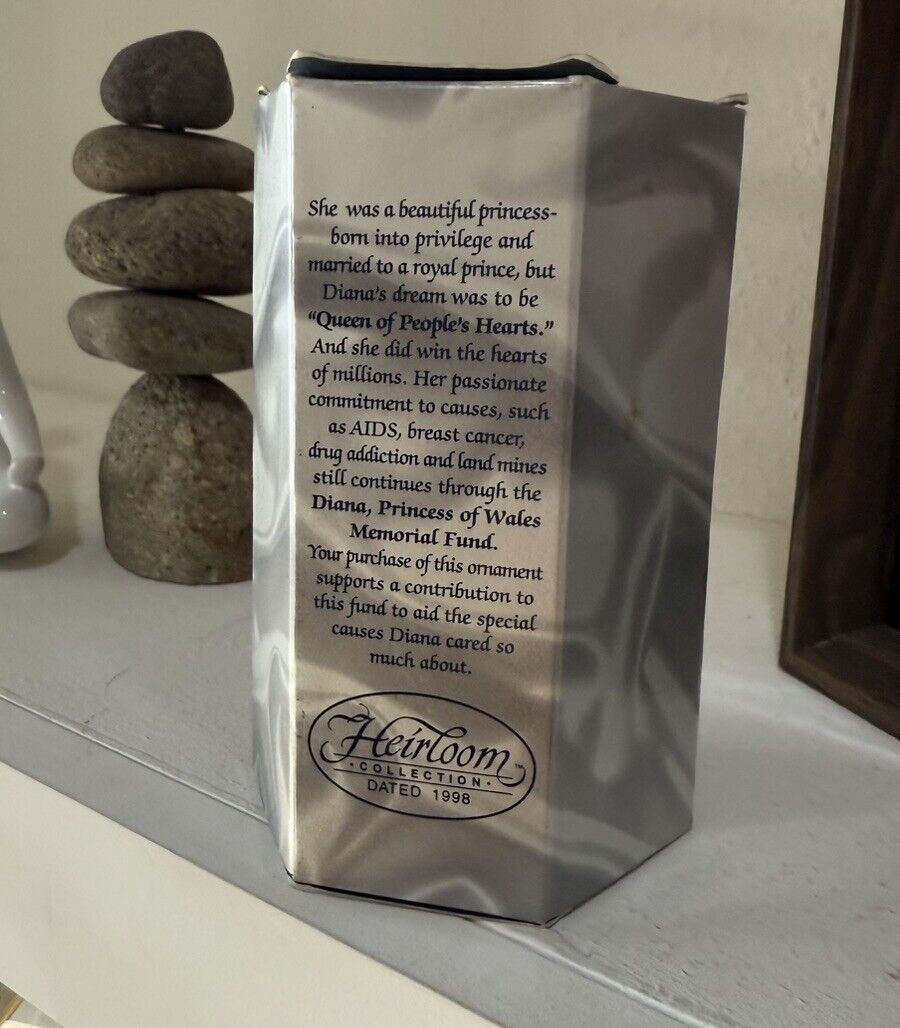 She was a beautiful princess-
born into privilege and
married to a royal prince, but
Diana's dream was to be
"Queen of People's Hearts."
And she did win the hearts
of millions. Her passionate
commitment to causes, such
as AIDS, breast cancer,
drug addiction and land mines
still continues through the
Diana, Princess of Wales
Memorial Fund.
Your purchase of this ornament
supports a contribution to
this fund to aid the special
causes Diana cared so
much about.
Heirloom™
·COLLECTION·
DATED 1998